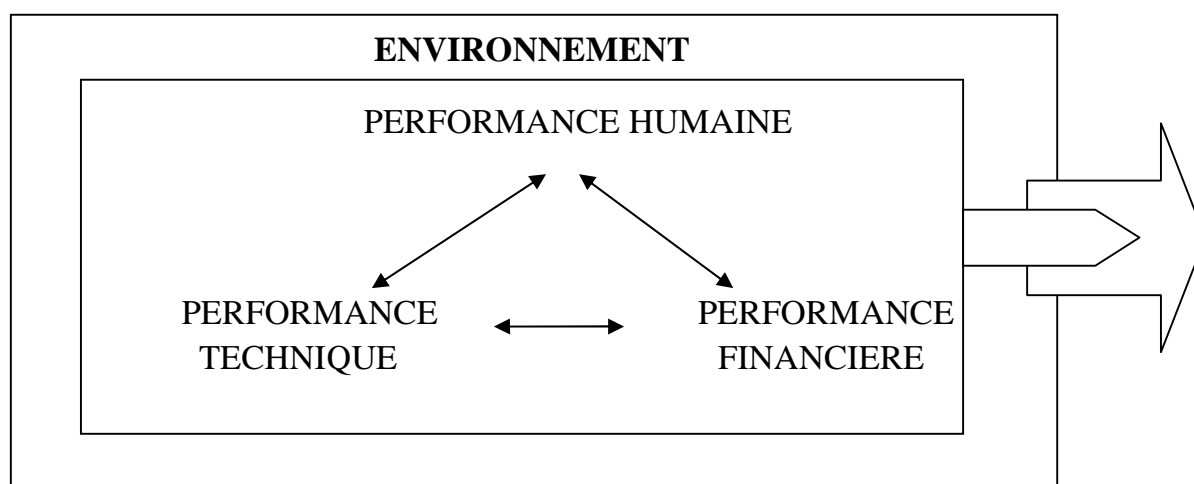 ENVIRONNEMENT
PERFORMANCE HUMAINE
PERFORMANCE
TECHNIQUE
PERFORMANCE
FINANCIERE